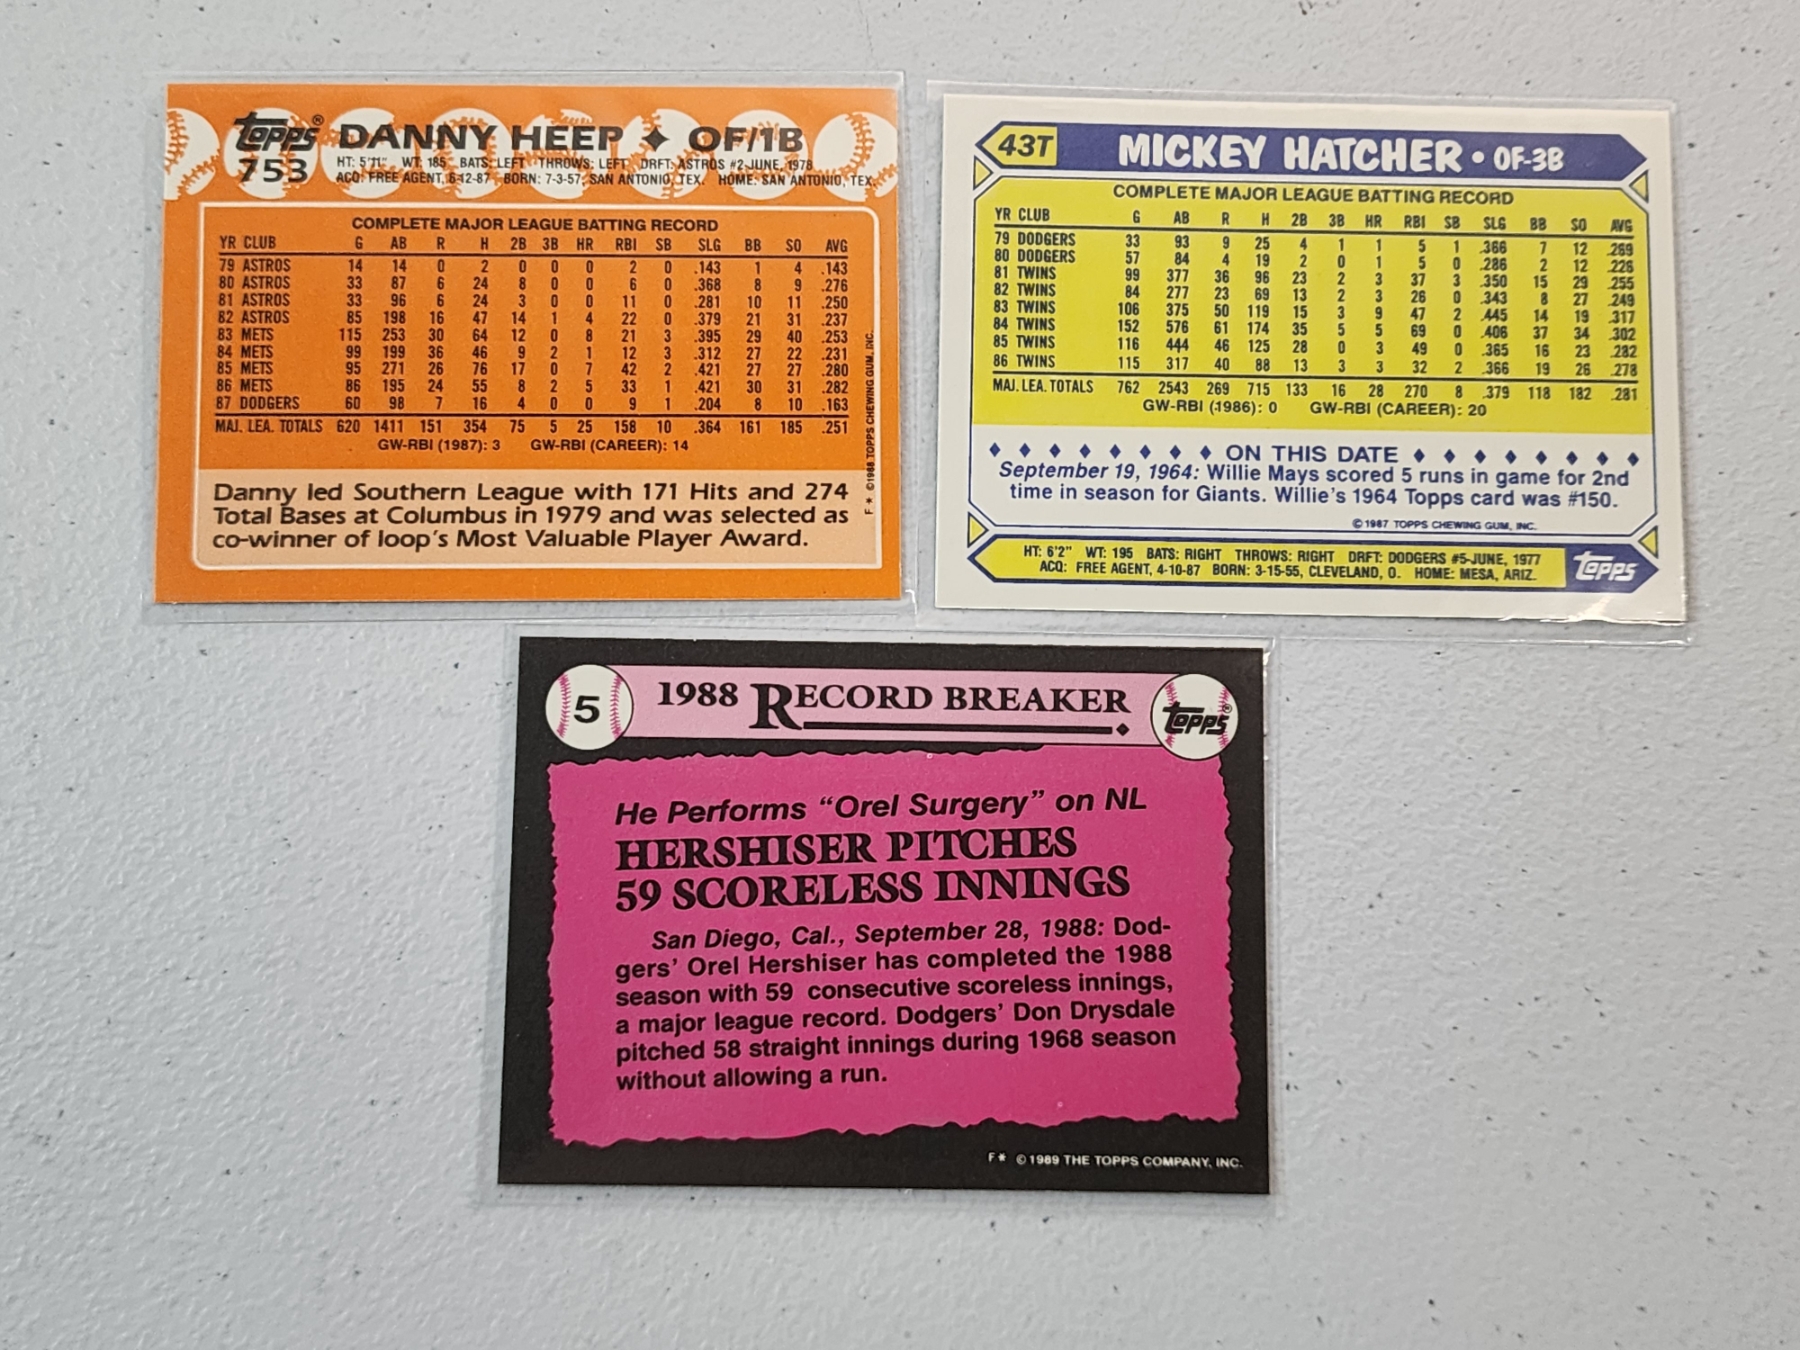 Topps® DANNY HEEP ✦ OF/1B
753 HT: 5'11" WT: 185 BATS: LEFT THROWS: LEFT DRFT: ASTROS #2-JUNE, 1978
ACQ: FREE AGENT, 6-12-87 BORN: 7-3-57, SAN ANTONIO, TEX. HOME: SAN ANTONIO, TEX.
COMPLETE MAJOR LEAGUE BATTING RECORD
YR CLUB G AB R H 2B 3B HR RBI SB SLG BB SO AVG
79 ASTROS 14 14 0 2 0 0 0 2 0 .143 1 4 .143
80 ASTROS 33 87 6 24 8 0 0 6 0 .368 8 9 .276
81 ASTROS 33 96 6 24 3 0 0 11 0 .281 10 11 .250
82 ASTROS 85 198 16 47 14 1 4 22 0 .379 21 31 .237
83 METS 115 253 30 64 12 0 8 21 3 .395 29 40 .253
84 METS 99 199 36 46 9 2 1 12 3 .312 27 22 .231
85 METS 95 271 26 76 17 0 7 42 2 .421 27 27 .280
86 METS 86 195 24 55 8 2 5 33 1 .421 30 31 .282
87 DODGERS 60 98 7 16 4 0 0 9 1 .204 8 10 .163
MAJ. LEA. TOTALS 620 1411 151 354 75 5 25 158 10 .364 161 185 .251
GW-RBI (1987): 3 GW-RBI (CAREER): 14
Danny led Southern League with 171 Hits and 274
Total Bases at Columbus in 1979 and was selected as
co-winner of loop's Most Valuable Player Award.
F* ©1988 TOPPS CHEWING GUM, INC.
43T MICKEY HATCHER • OF-3B
COMPLETE MAJOR LEAGUE BATTING RECORD
YR CLUB G AB R H 2B 3B HR RBI SB SLG BB SO AVG
79 DODGERS 33 93 9 25 4 1 1 5 1 .366 7 12 .269
80 DODGERS 57 84 4 19 2 0 1 5 0 .286 2 12 .226
81 TWINS 99 377 36 96 23 2 3 37 3 .350 15 29 .255
82 TWINS 84 277 23 69 13 2 3 26 0 .343 8 27 .249
83 TWINS 106 375 50 119 15 3 9 47 2 .445 14 19 .317
84 TWINS 152 576 61 174 35 5 5 69 0 .406 37 34 .302
85 TWINS 116 444 46 125 28 0 3 49 0 .365 16 23 .282
86 TWINS 115 317 40 88 13 3 3 32 2 .366 19 26 .278
MAJ. LEA. TOTALS 762 2543 269 715 133 16 28 270 8 .379 118 182 .281
GW-RBI (1986): 0 GW-RBI (CAREER): 20
ON THIS DATE
September 19, 1964: Willie Mays scored 5 runs in game for 2nd
time in season for Giants. Willie's 1964 Topps card was #150.
©1987 TOPPS CHEWING GUM, INC.
HT: 6'2" WT: 195 BATS: RIGHT THROWS: RIGHT DRFT: DODGERS #5-JUNE, 1977
ACQ: FREE AGENT, 4-10-87 BORN: 3-15-55, CLEVELAND, O. HOME: MESA, ARIZ.
Topps
5 1988 RECORD BREAKER Topps®
He Performs "Orel Surgery" on NL
HERSHISER PITCHES
59 SCORELESS INNINGS
San Diego, Cal., September 28, 1988: Dod-
gers' Orel Hershiser has completed the 1988
season with 59 consecutive scoreless innings,
a major league record. Dodgers' Don Drysdale
pitched 58 straight innings during 1968 season
without allowing a run.
F* ©1989 THE TOPPS COMPANY, INC.